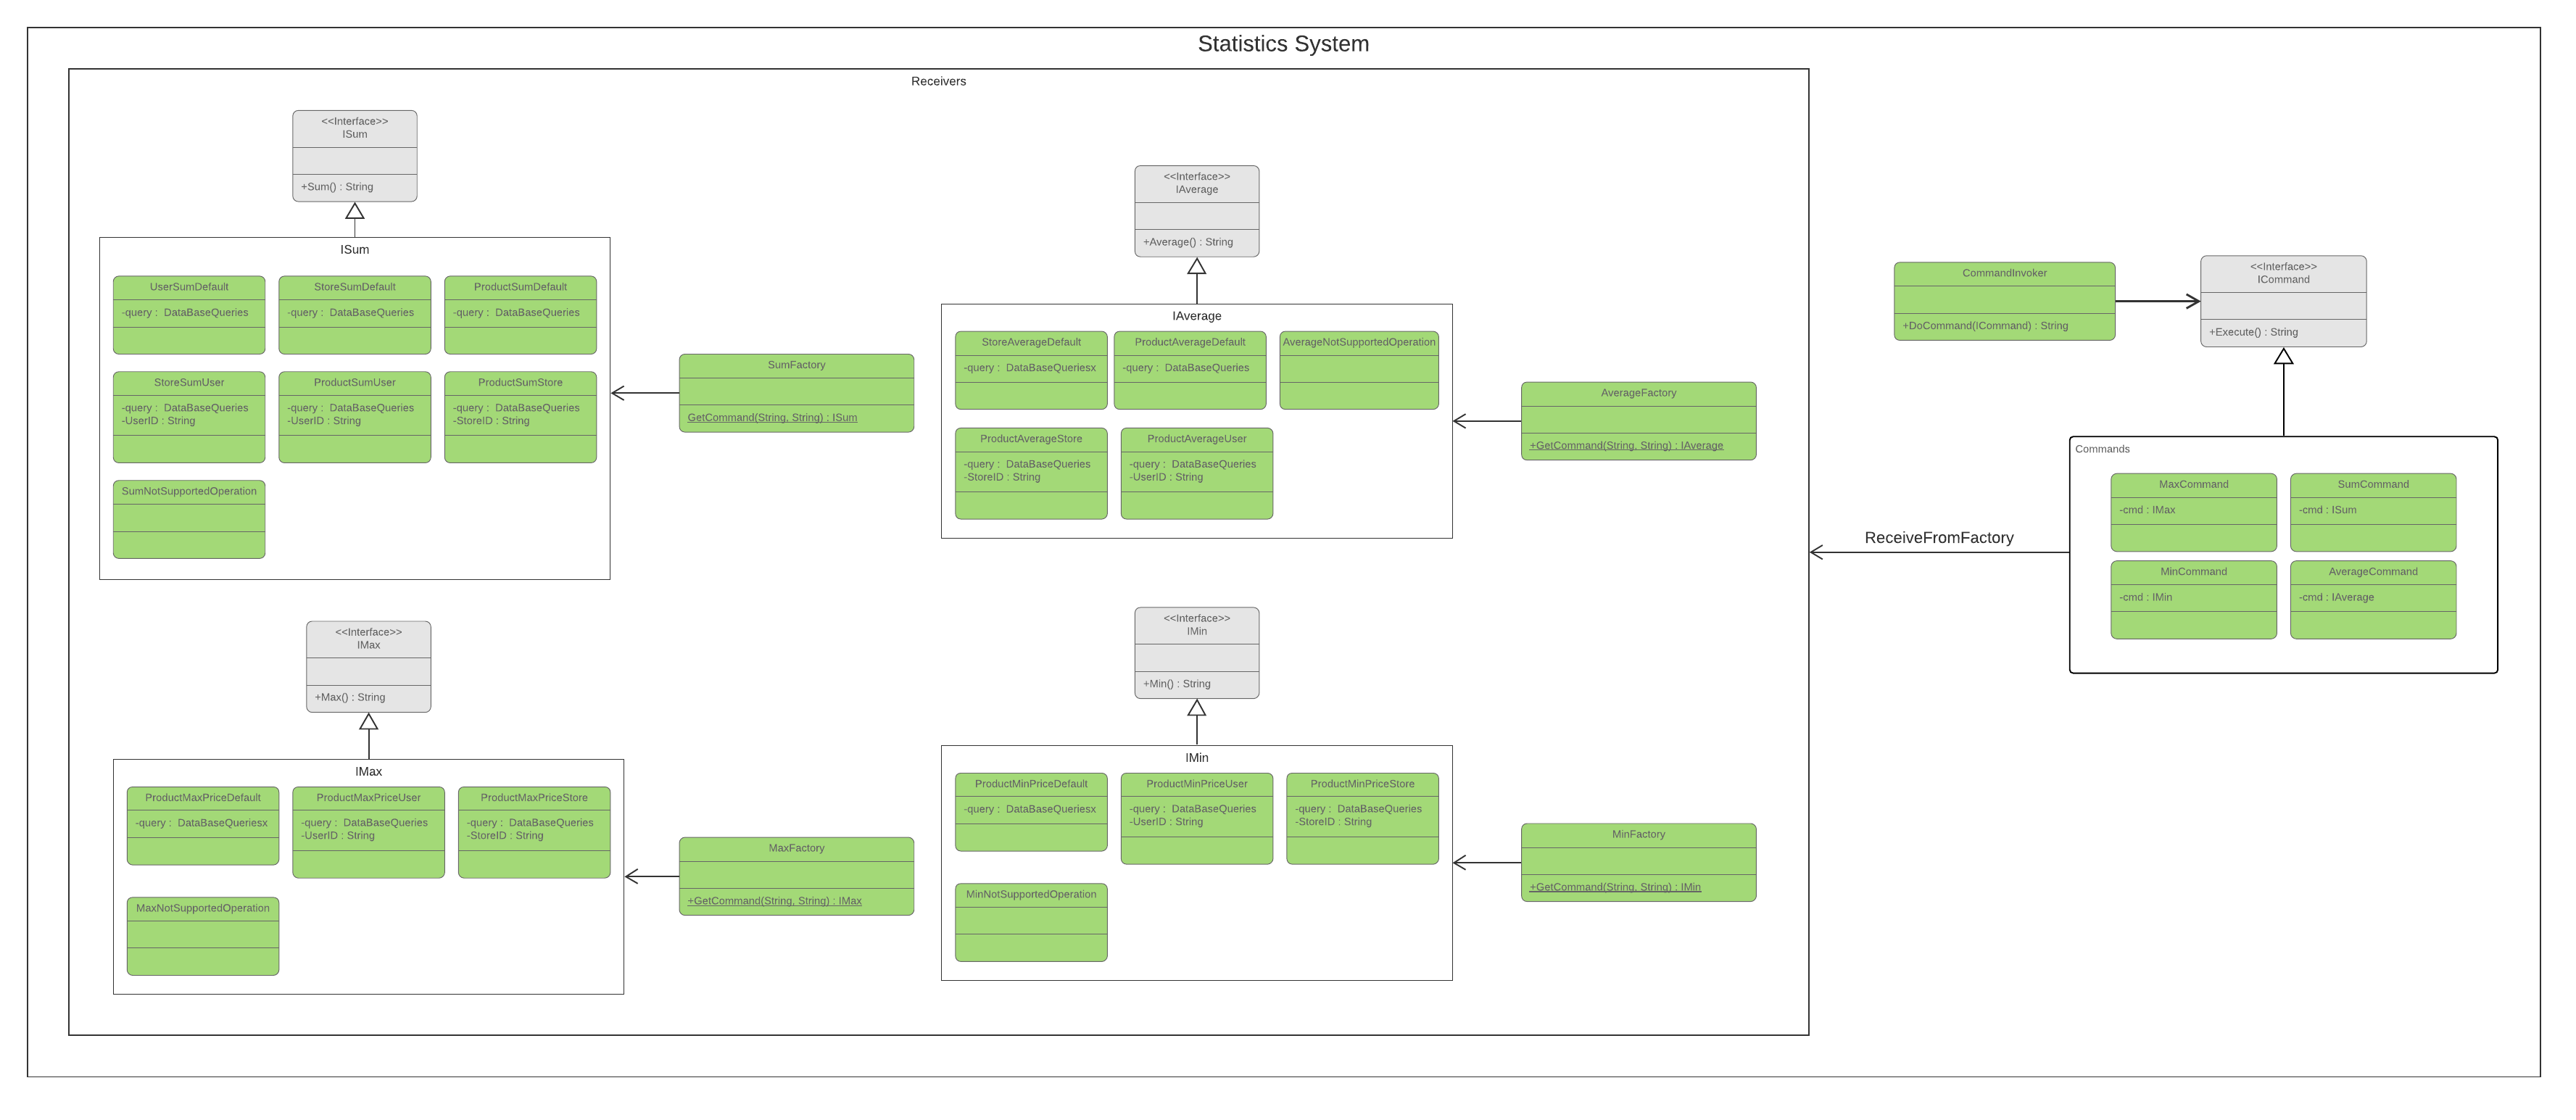 Statistics System
Receivers
<<Interface>>
ISum
+Sum() : String
ISum
UserSumDefault
-query :  DataBaseQueries
StoreSumDefault
-query :  DataBaseQueries
ProductSumDefault
-query :  DataBaseQueries
StoreSumUser
-query :  DataBaseQueries
-UserID : String
ProductSumUser
-query :  DataBaseQueries
-UserID : String
ProductSumStore
-query :  DataBaseQueries
-StoreID : String
SumNotSupportedOperation
SumFactory
GetCommand(String, String) : ISum
<<Interface>>
IAverage
+Average() : String
IAverage
StoreAverageDefault
-query :  DataBaseQueriesx
ProductAverageDefault
-query :  DataBaseQueries
AverageNotSupportedOperation
ProductAverageStore
-query :  DataBaseQueries
-StoreID : String
ProductAverageUser
-query :  DataBaseQueries
-UserID : String
AverageFactory
+GetCommand(String, String) : IAverage
<<Interface>>
IMax
+Max() : String
IMax
ProductMaxPriceDefault
-query :  DataBaseQueriesx
ProductMaxPriceUser
-query :  DataBaseQueries
-UserID : String
ProductMaxPriceStore
-query :  DataBaseQueries
-StoreID : String
MaxNotSupportedOperation
MaxFactory
+GetCommand(String, String) : IMax
<<Interface>>
IMin
+Min() : String
IMin
ProductMinPriceDefault
-query :  DataBaseQueriesx
ProductMinPriceUser
-query :  DataBaseQueries
-UserID : String
ProductMinPriceStore
-query :  DataBaseQueries
-StoreID : String
MinNotSupportedOperation
MinFactory
+GetCommand(String, String) : IMin
CommandInvoker
+DoCommand(ICommand) : String
<<Interface>>
ICommand
+Execute() : String
ReceiveFromFactory
Commands
MaxCommand
-cmd : IMax
SumCommand
-cmd : ISum
MinCommand
-cmd : IMin
AverageCommand
-cmd : IAverage